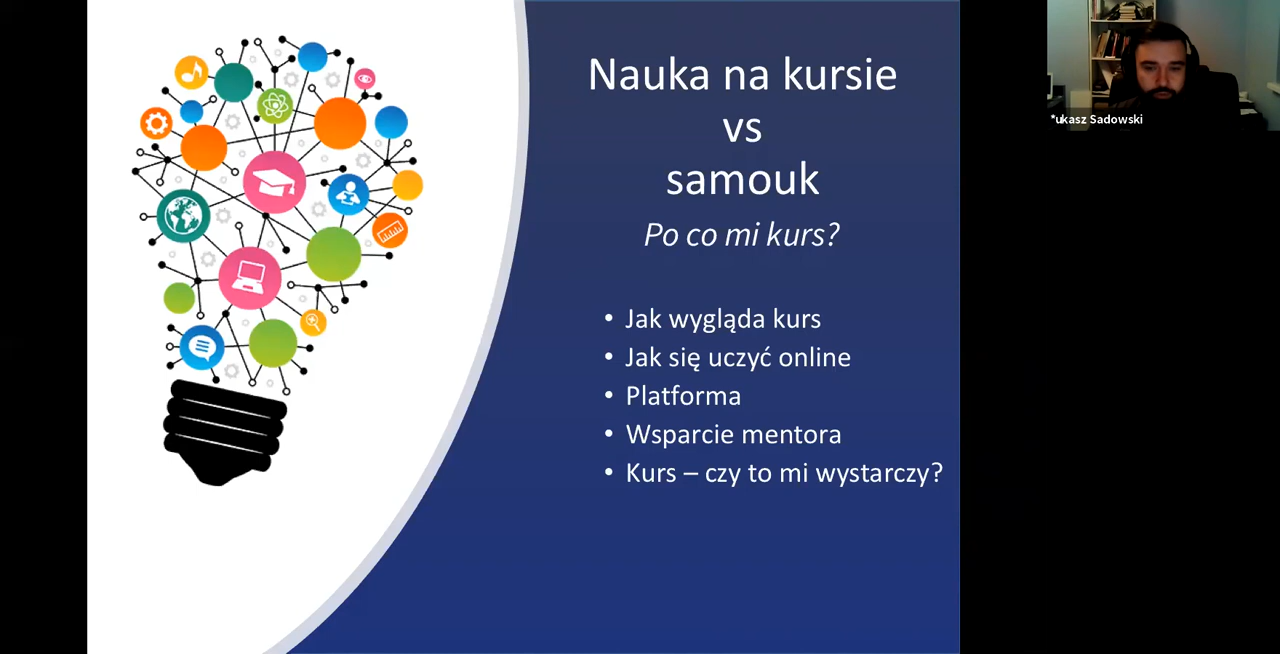 Nauka na kursie
vs
samouk
Po co mi kurs?
• Jak wygląda kurs
• Jak się uczyć online
• Platforma
• Wsparcie mentora
• Kurs – czy to mi wystarczy?
*ukasz Sadowski